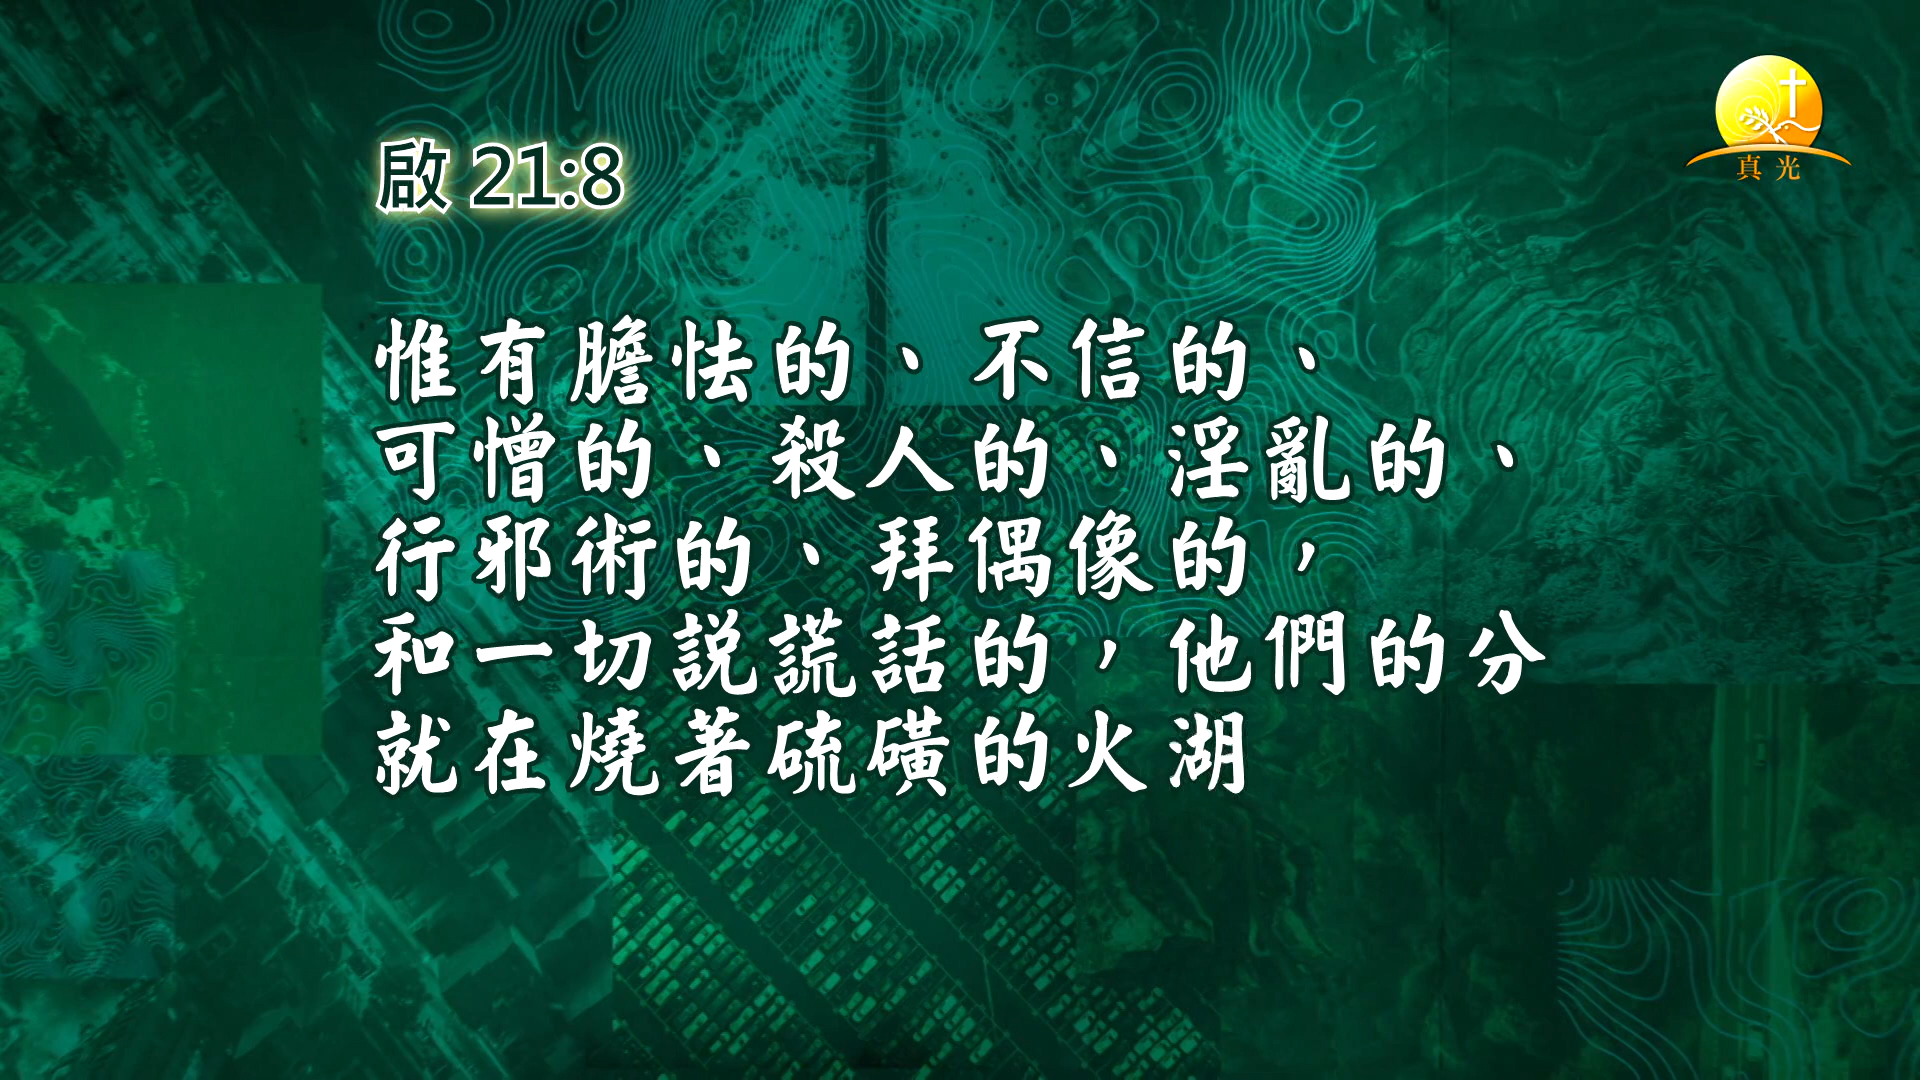 真光
啟 21:8
惟有膽怯的、不信的、
可憎的、殺人的、淫亂的、
行邪術的、拜偶像的，
和一切說謊話的，他們的分
就在燒著硫磺的火湖